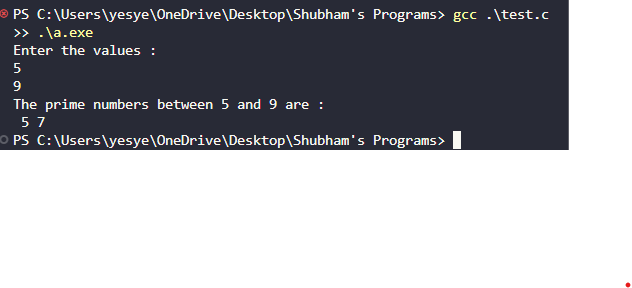 PS C:\Users\yesye\OneDrive\Desktop\Shubham's Programs> gcc .\test.c
>> .\a.exe
Enter the values :
5
9
The prime numbers between 5 and 9 are :
 5 7
PS C:\Users\yesye\OneDrive\Desktop\Shubham's Programs>